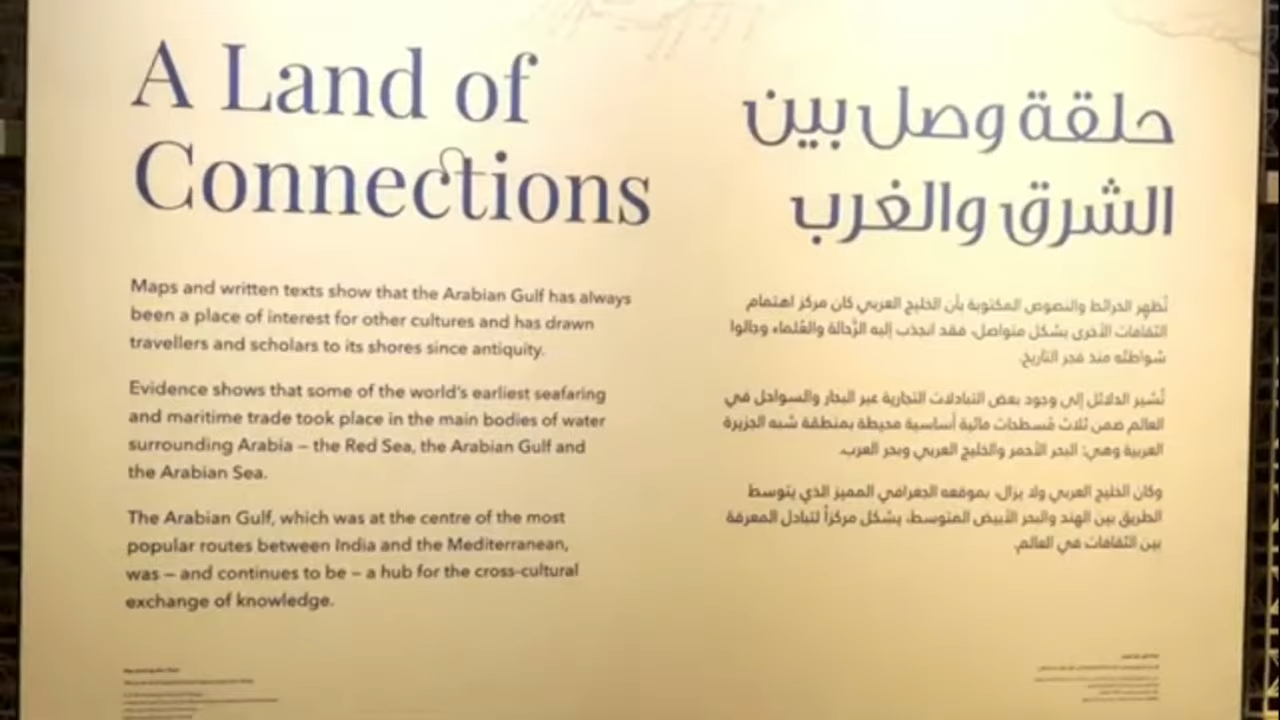 A Land of
Connections
Maps and written texts show that the Arabian Gulf has always
been a place of interest for other cultures and has drawn
travellers and scholars to its shores since antiquity.
Evidence shows that some of the world's earliest seafaring
and maritime trade took place in the main bodies of water
surrounding Arabia – the Red Sea, the Arabian Gulf and
the Arabian Sea.
The Arabian Gulf, which was at the centre of the most
popular routes between India and the Mediterranean,
was – and continues to be – a hub for the cross-cultural
exchange of knowledge.
حلقة وصل بين
الشرق والغرب
تُظهر الخرائط والنصوص المكتوبة بأن الخليج العربي كان مركز اهتمام
الثقافات الأخرى بشكل متواصل، فقد انجذب إليه الرَّحالة والعُلماء وجالوا
شواطئه منذ فجر التاريخ.
تُشير الدلائل إلى وجود بعض التبادلات التجارية عبر البحار والسواحل في
العالم ضمن ثلاث مُسطحات مائية أساسية محيطة بمنطقة شبه الجزيرة
العربية وهي: البحر الأحمر والخليج العربي وبحر العرب.
وكان الخليج العربي ولا يزال، بموقعه الجغرافي المميز الذي يتوسط
الطريق بين الهند والبحر الأبيض المتوسط، يشكل مركزاً لتبادل المعرفة
بين الثقافات في العالم.